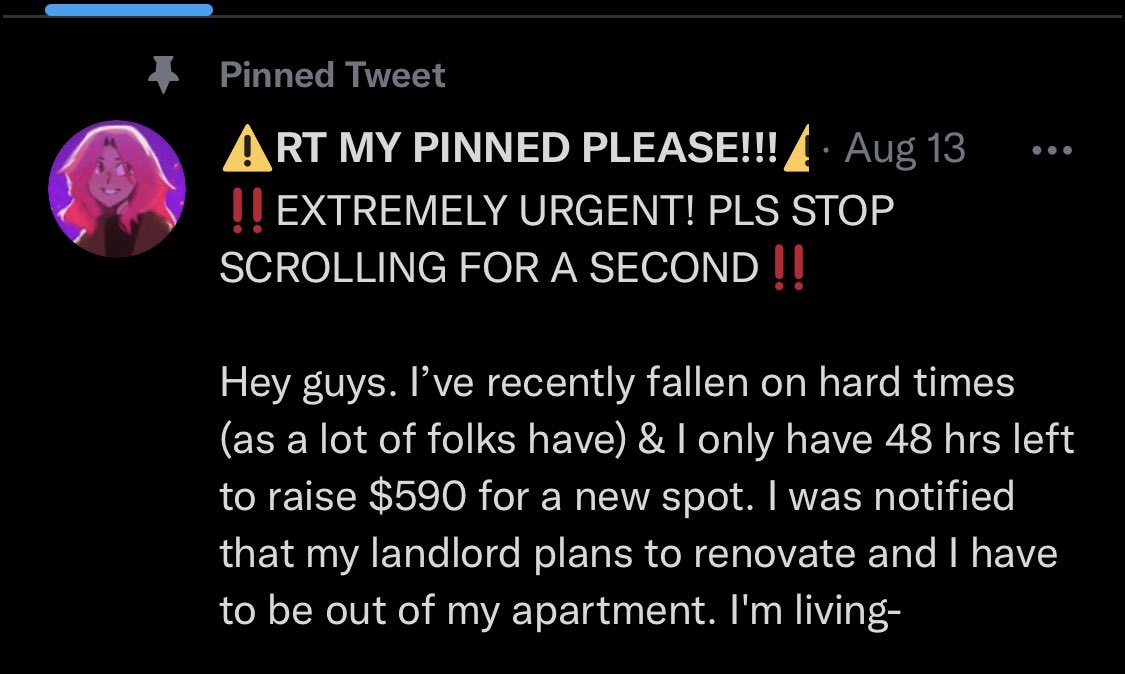 Pinned Tweet
⚠️RT MY PINNED PLEASE!!!⚠️ · Aug 13 •••
‼️EXTREMELY URGENT! PLS STOP
SCROLLING FOR A SECOND‼️
Hey guys. I’ve recently fallen on hard times
(as a lot of folks have) & I only have 48 hrs left
to raise $590 for a new spot. I was notified
that my landlord plans to renovate and I have
to be out of my apartment. I'm living-